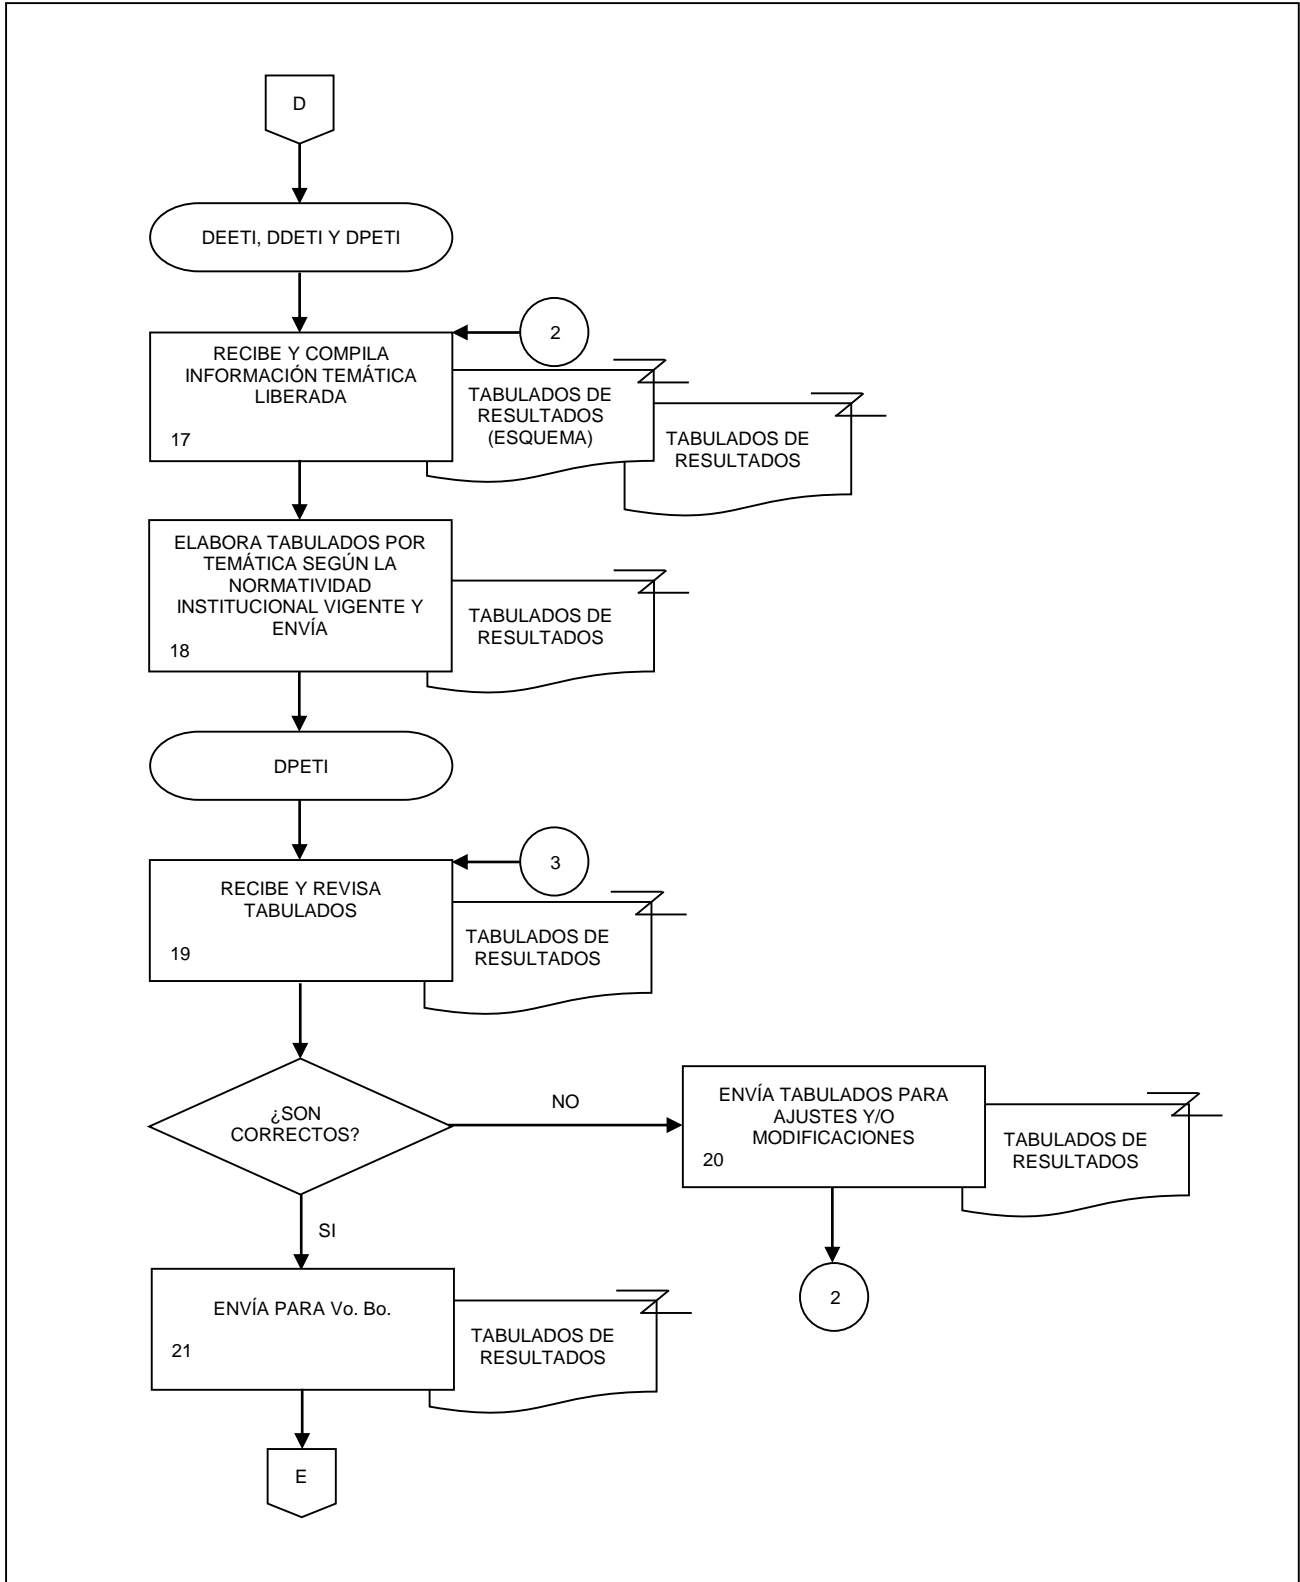 D
DEETI, DDETI Y DPETI
2
RECIBE Y COMPILA
INFORMACIÓN TEMÁTICA
LIBERADA
17
TABULADOS DE
RESULTADOS
(ESQUEMA)
TABULADOS DE
RESULTADOS
ELABORA TABULADOS POR
TEMÁTICA SEGÚN LA
NORMATIVIDAD
INSTITUCIONAL VIGENTE Y
ENVÍA
18
TABULADOS DE
RESULTADOS
DPETI
3
RECIBE Y REVISA
TABULADOS
19
TABULADOS DE
RESULTADOS
¿SON
CORRECTOS?
NO
ENVÍA TABULADOS PARA
AJUSTES Y/O
MODIFICACIONES
20
TABULADOS DE
RESULTADOS
2
SI
ENVÍA PARA Vo. Bo.
21
TABULADOS DE
RESULTADOS
E